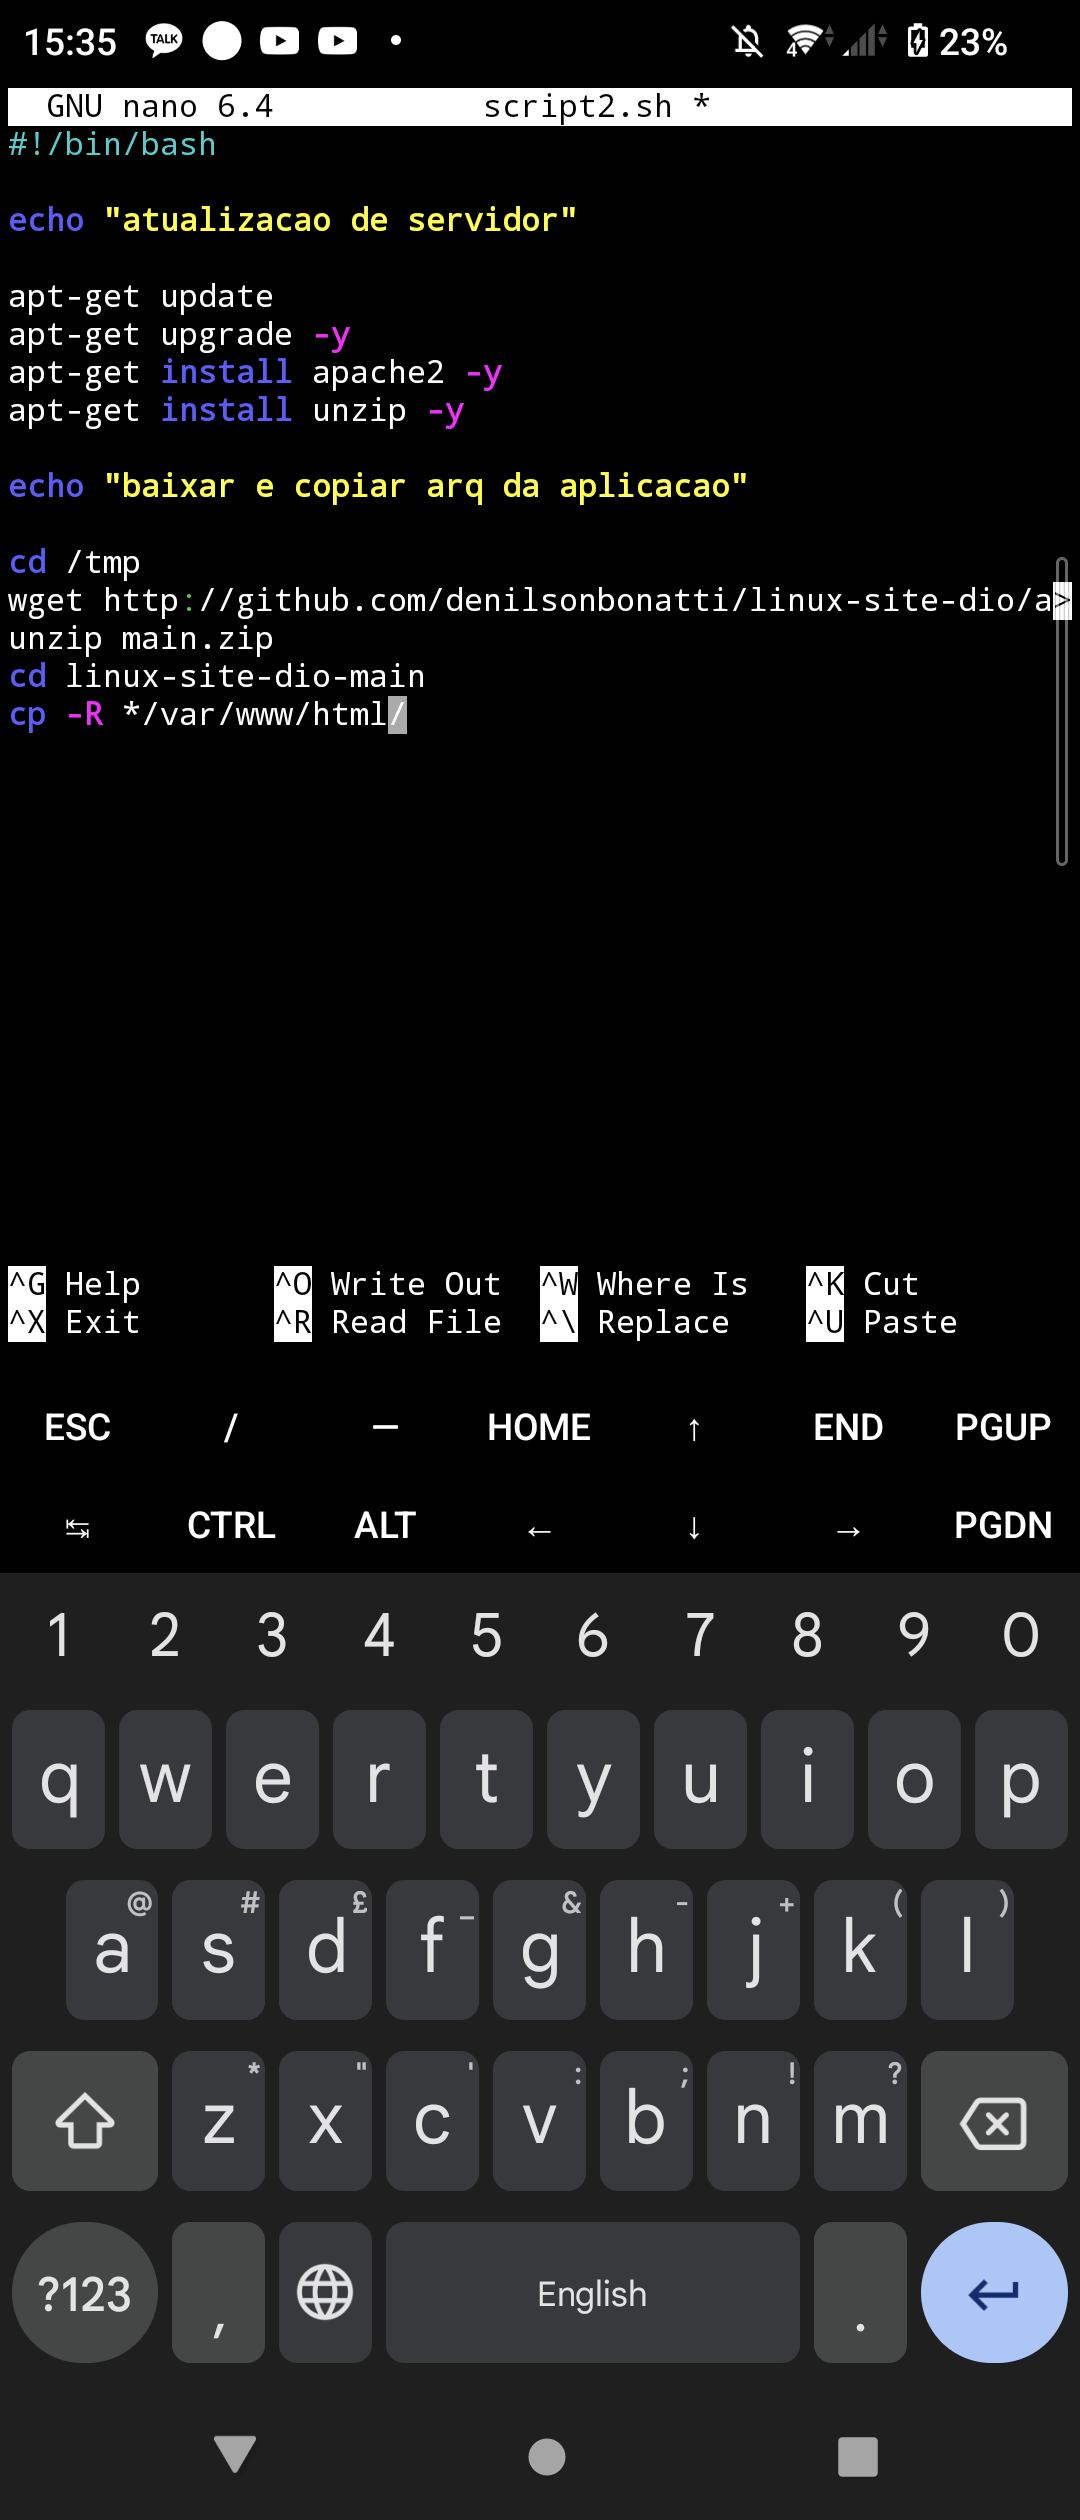 15:35 TALK 4 23%
GNU nano 6.4 script2.sh *
#!/bin/bash
echo "atualizacao de servidor"
apt-get update
apt-get upgrade -y
apt-get install apache2 -y
apt-get install unzip -y
echo "baixar e copiar arq da aplicacao"
cd /tmp
wget http://github.com/denilsonbonatti/linux-site-dio/a>
unzip main.zip
cd linux-site-dio-main
cp -R */var/www/html/
^G Help ^O Write Out ^W Where Is ^K Cut
^X Exit ^R Read File ^\ Replace ^U Paste
ESC / — HOME ↑ END PGUP
↹ CTRL ALT ← ↓ → PGDN
1 2 3 4 5 6 7 8 9 0
q w e r t y u i o p
@ # £ _ & - + ( )
a s d f g h j k l
* " ' : ; ! ?
z x c v b n m
?123 , English .